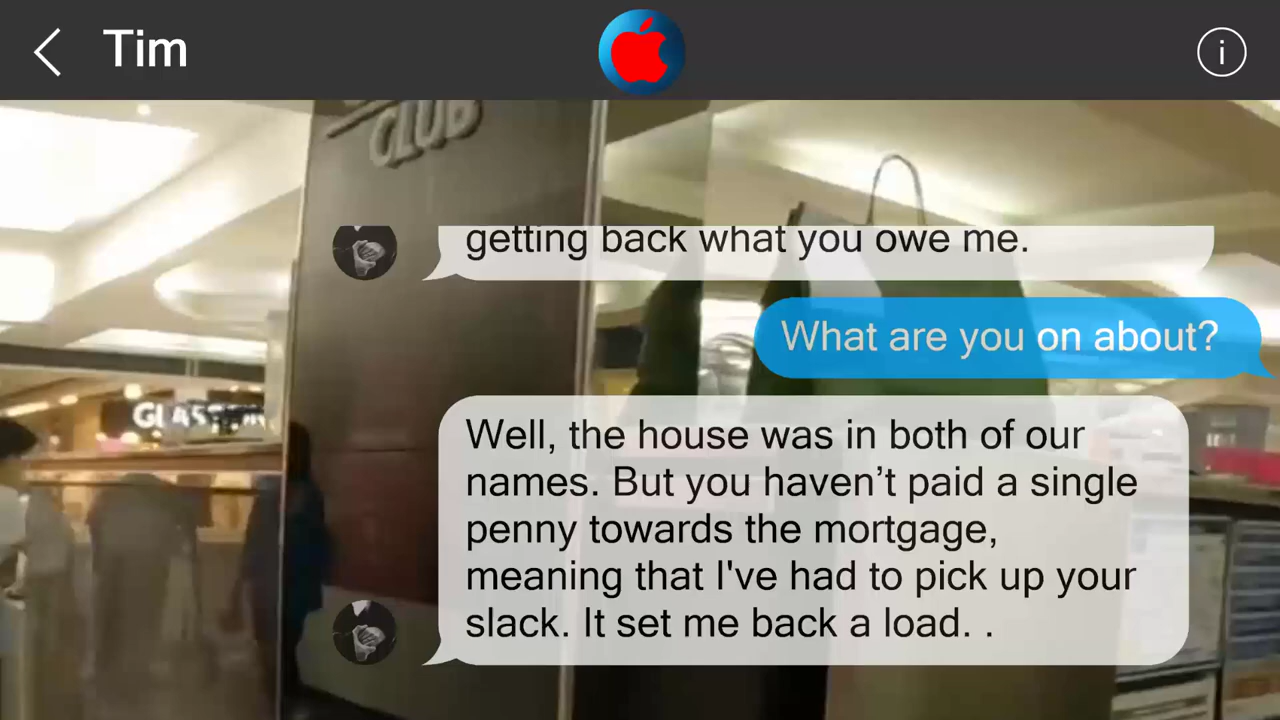 Tim
i
CLUB
getting back what you owe me.
What are you on about?
Well, the house was in both of our
names. But you haven’t paid a single
penny towards the mortgage,
meaning that I've had to pick up your
slack. It set me back a load. .